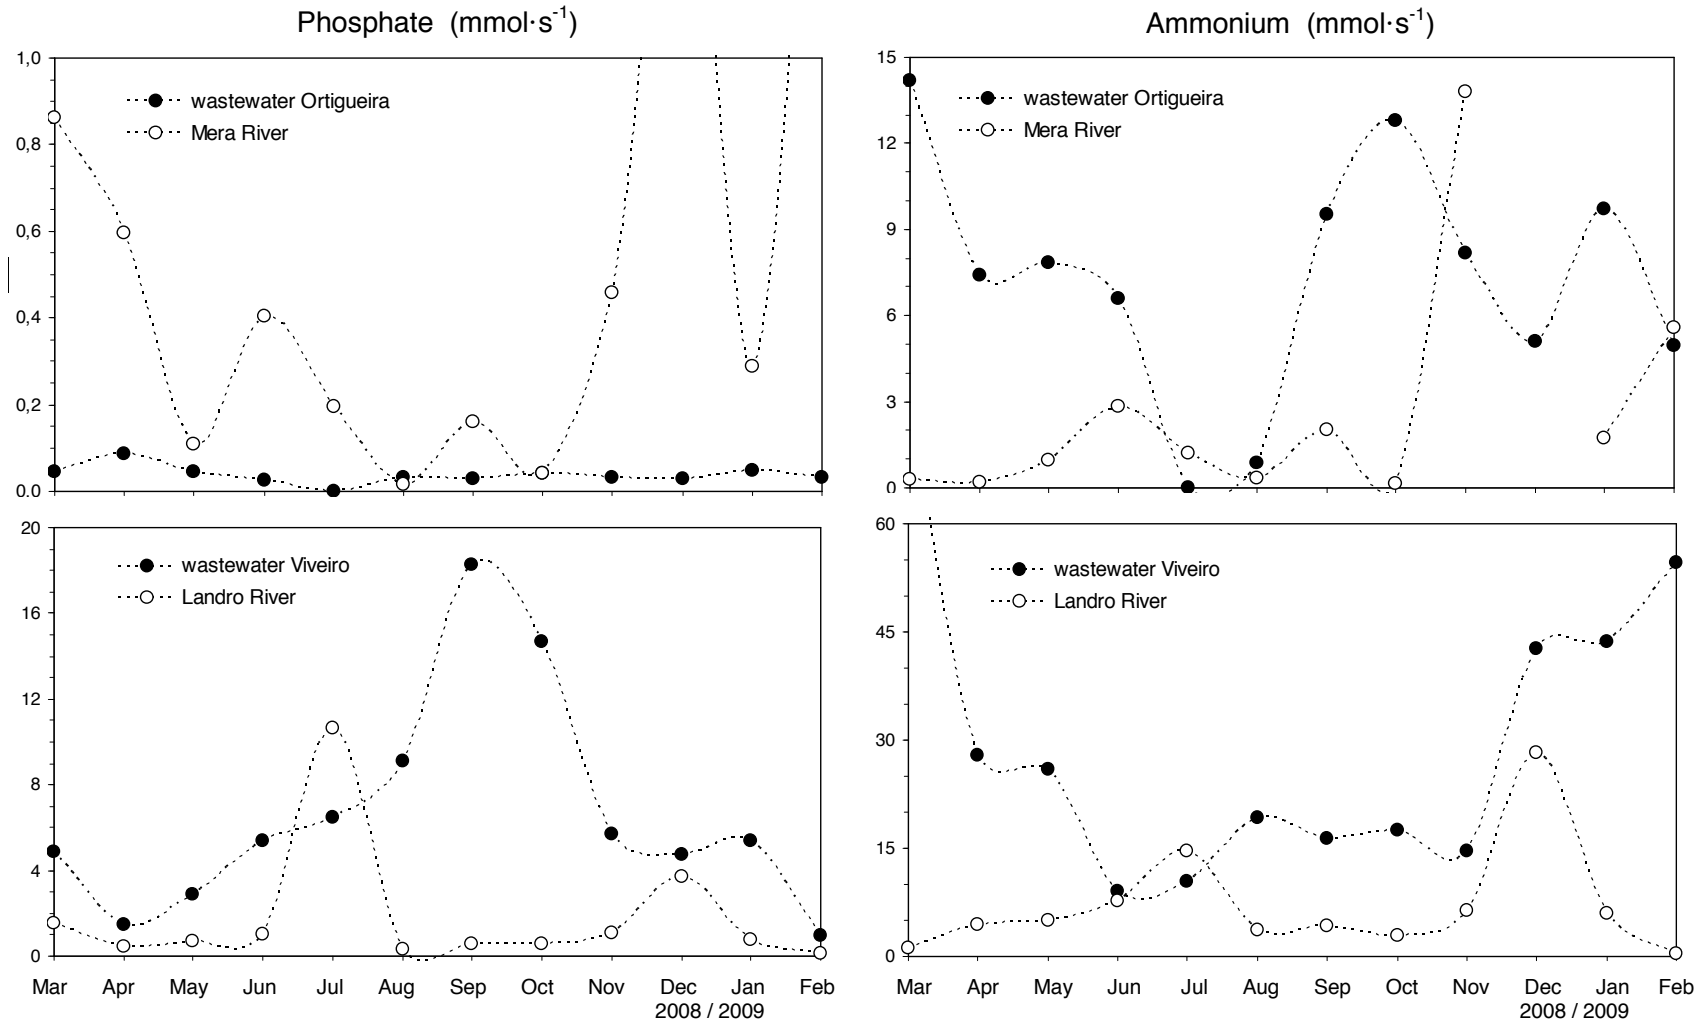 Phosphate (mmol·s⁻¹)
Ammonium (mmol·s⁻¹)
1,0
0,8
0,6
0,4
0,2
0.0
wastewater Ortigueira
Mera River
15
12
9
6
3
0
wastewater Ortigueira
Mera River
20
16
12
8
4
0
wastewater Viveiro
Landro River
60
45
30
15
0
wastewater Viveiro
Landro River
Mar Apr May Jun Jul Aug Sep Oct Nov Dec Jan Feb
2008 / 2009
Mar Apr May Jun Jul Aug Sep Oct Nov Dec Jan Feb
2008 / 2009